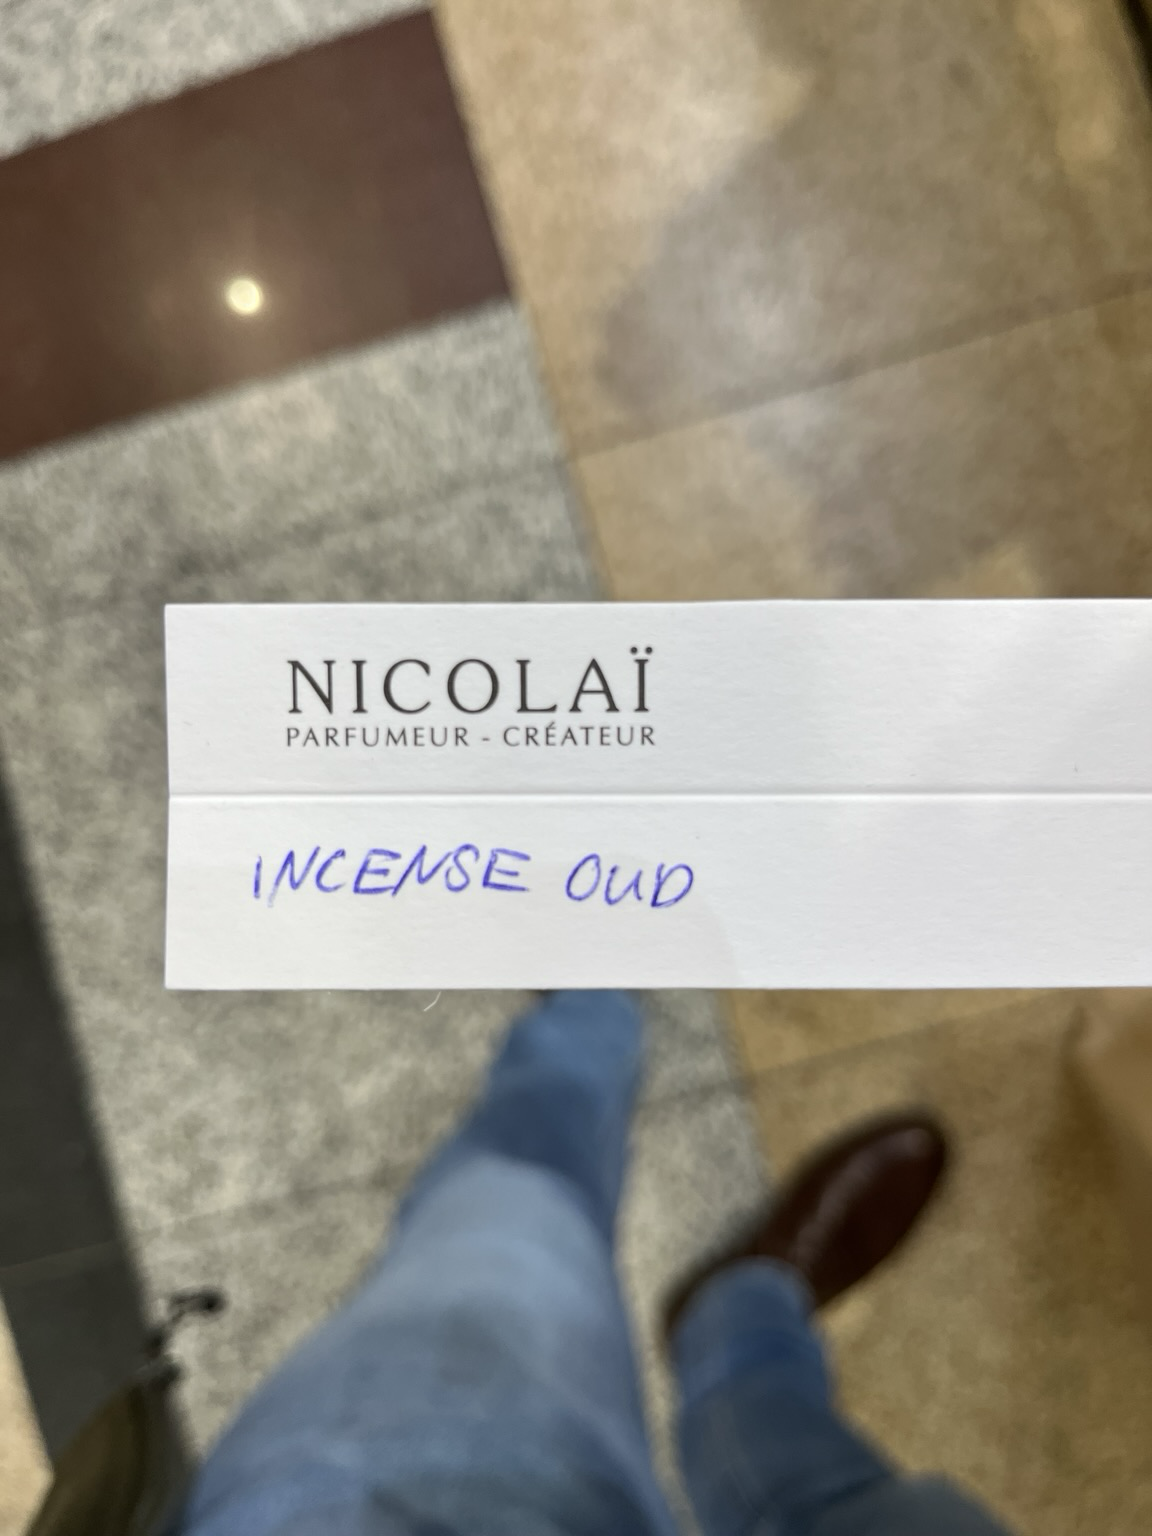 NICOLAÏ
PARFUMEUR - CRÉATEUR
INCENSE OUD